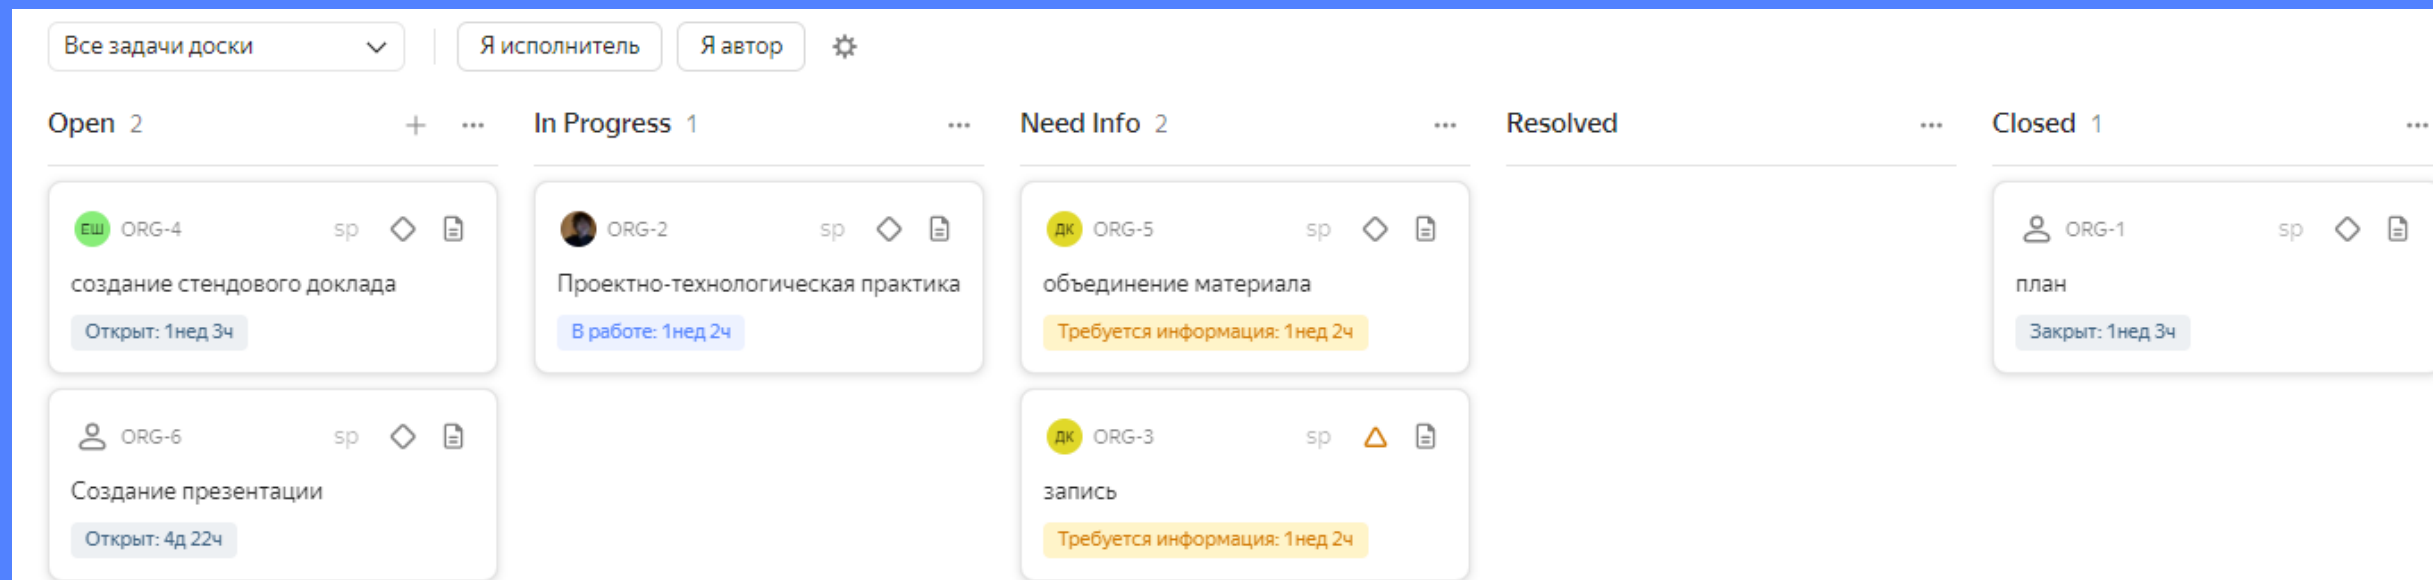 Все задачи доски
Я исполнитель
Я автор
Open 2
ЕШ ORG-4 sp
создание стендового доклада
Открыт: 1нед 3ч
ORG-6 sp
Создание презентации
Открыт: 4д 22ч
In Progress 1
ORG-2 sp
Проектно-технологическая практика
В работе: 1нед 2ч
Need Info 2
ДК ORG-5 sp
объединение материала
Требуется информация: 1нед 2ч
ДК ORG-3 sp
запись
Требуется информация: 1нед 2ч
Resolved
Closed 1
ORG-1 sp
план
Закрыт: 1нед 3ч